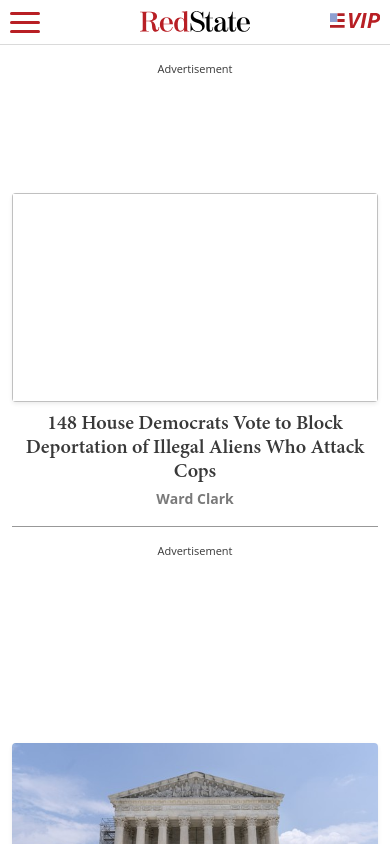 RedState
VIP
Advertisement
148 House Democrats Vote to Block
Deportation of Illegal Aliens Who Attack
Cops
Ward Clark
Advertisement